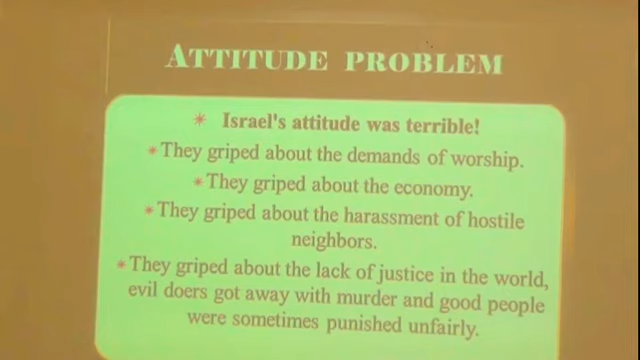 ATTITUDE PROBLEM
* Israel's attitude was terrible!
* They griped about the demands of worship.
* They griped about the economy.
* They griped about the harassment of hostile
neighbors.
* They griped about the lack of justice in the world,
evil doers got away with murder and good people
were sometimes punished unfairly.